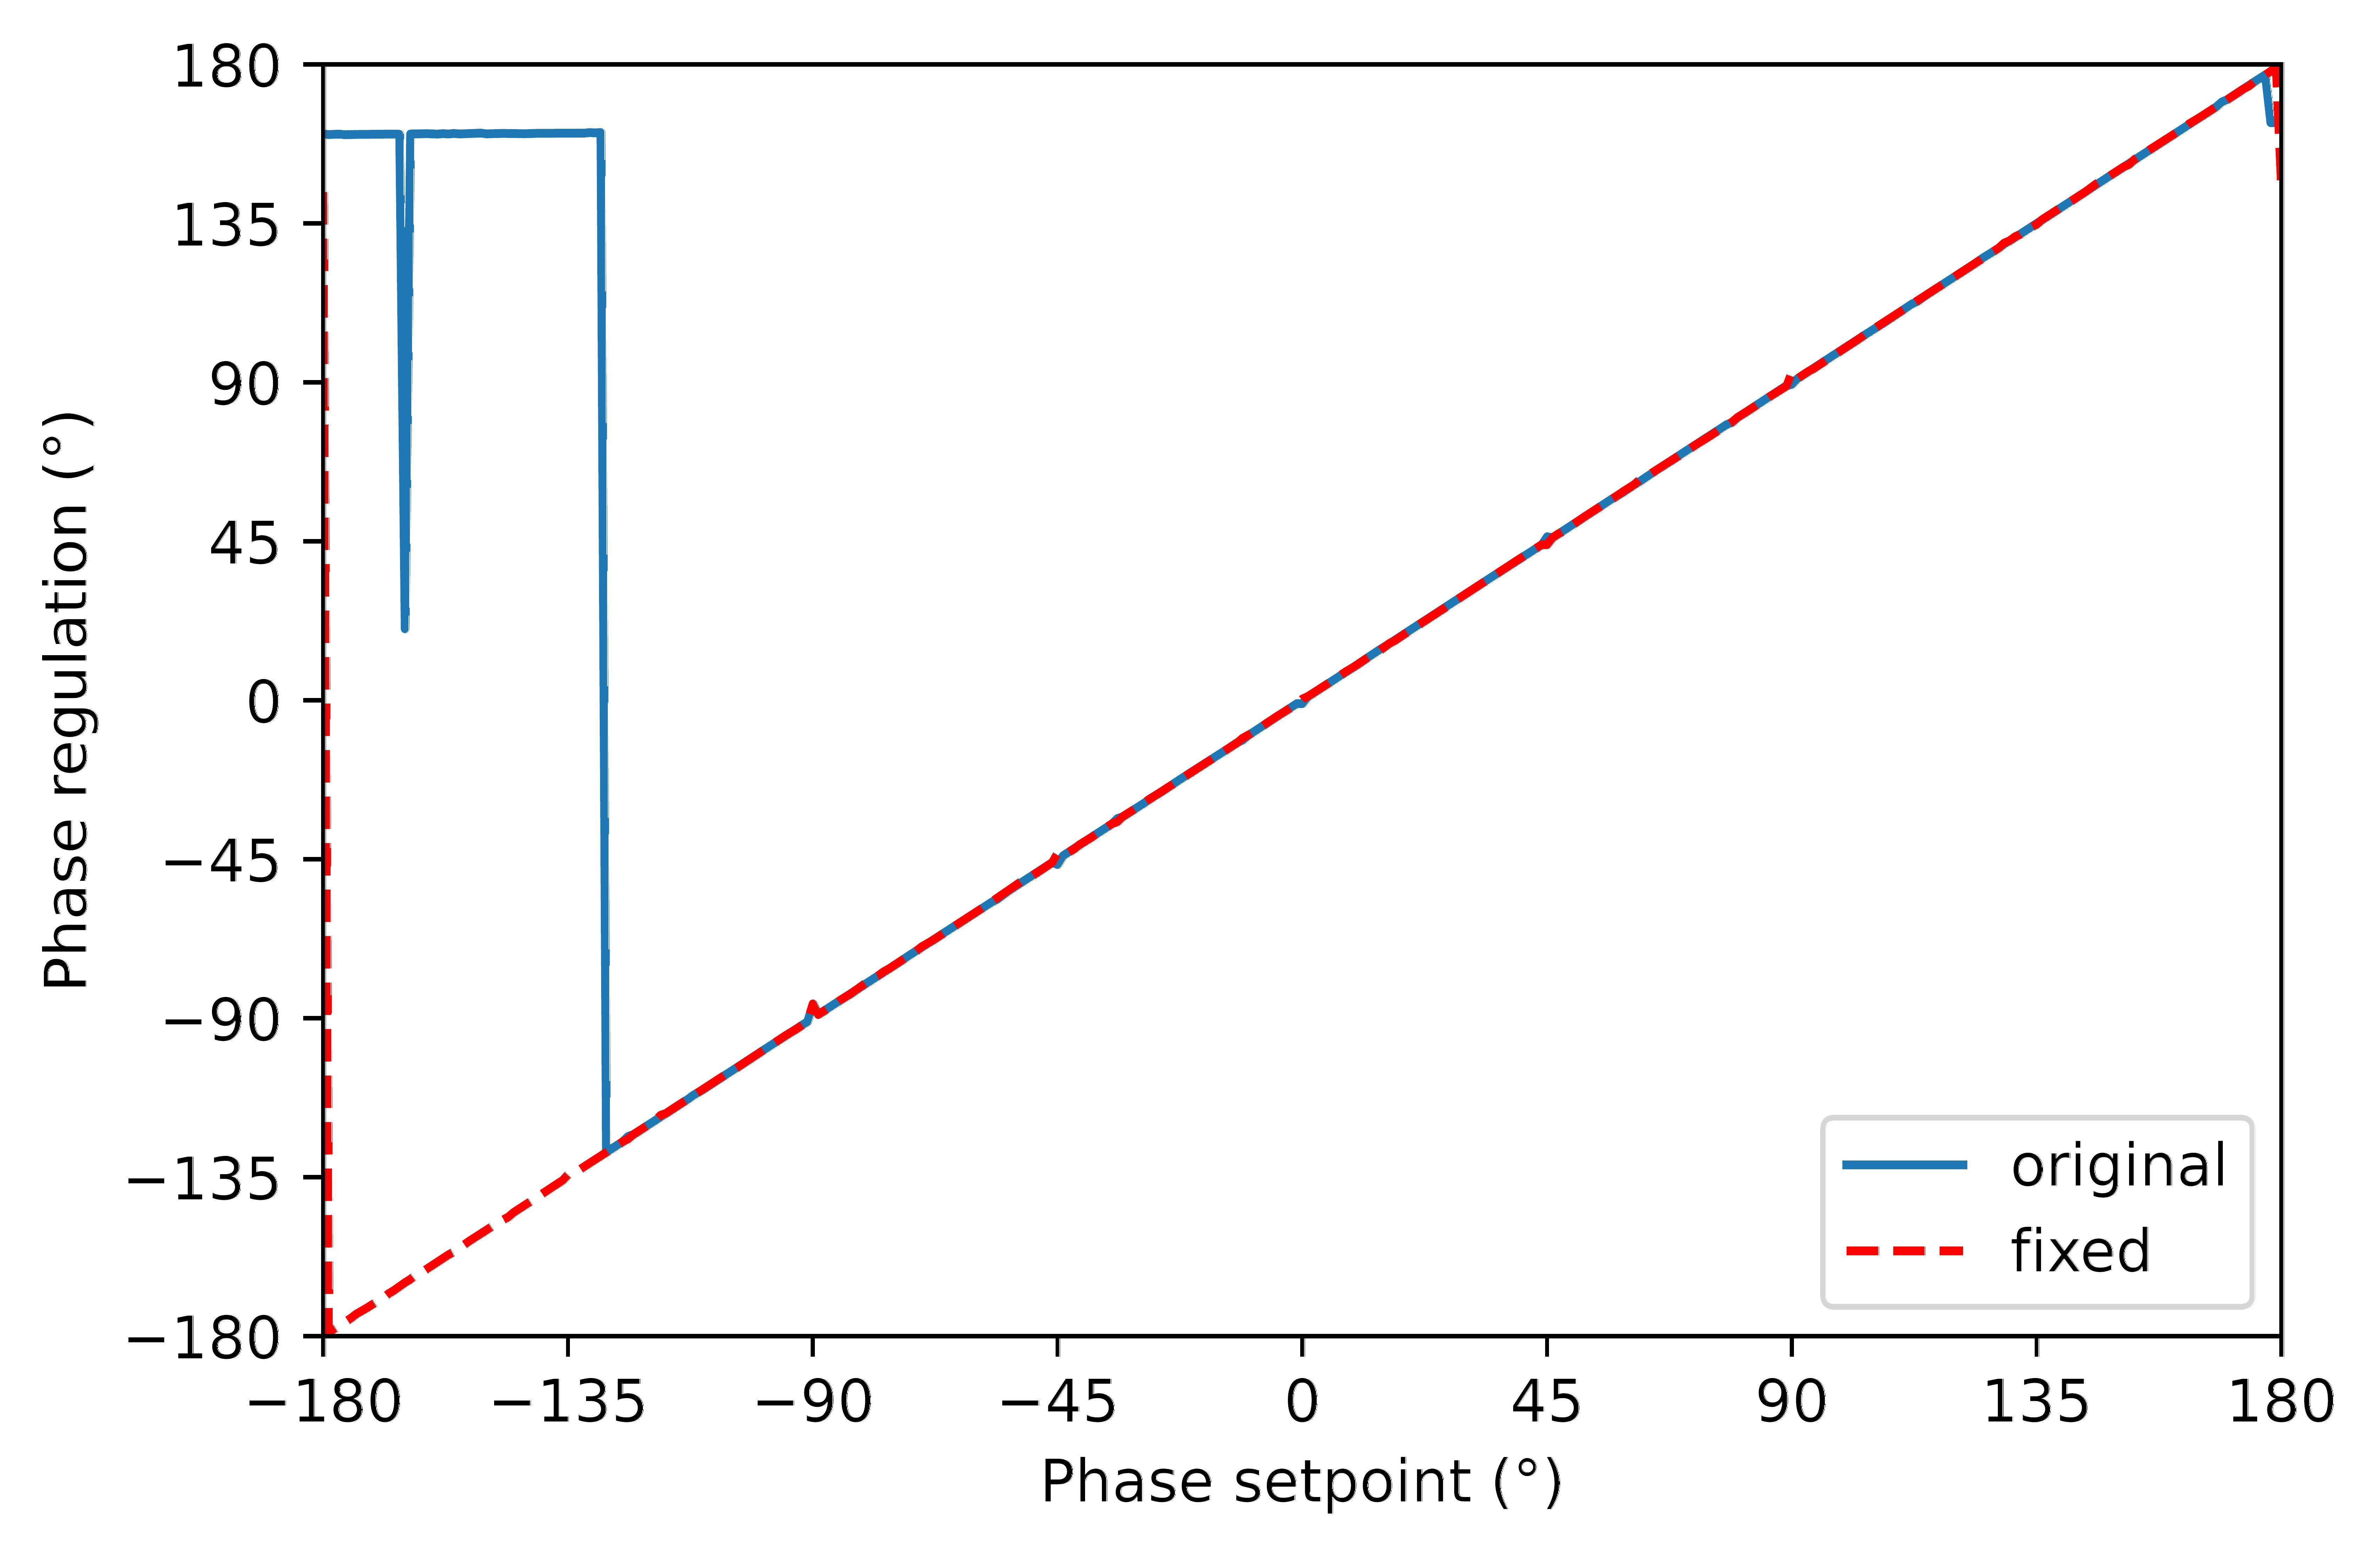 180
135
90
45
0
−45
−90
−135
−180
Phase regulation (°)
original
fixed
−180 −135 −90 −45 0 45 90 135 180
Phase setpoint (°)